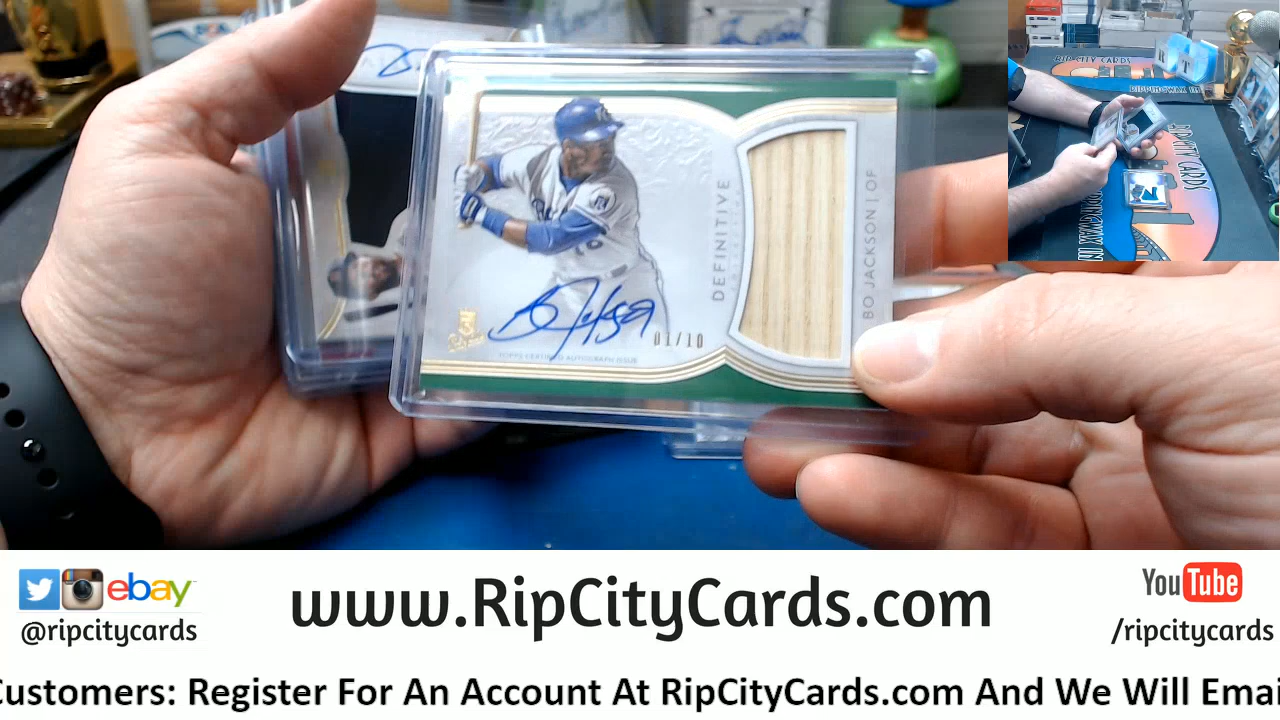 DEFINITIVE
BO JACKSON | OF
01/10
TOPPS CERTIFIED AUTOGRAPH ISSUE
RIP CITY CARDS
ebay
@ripcitycards
www.RipCityCards.com
YouTube
/ripcitycards
Customers: Register For An Account At RipCityCards.com And We Will Emai